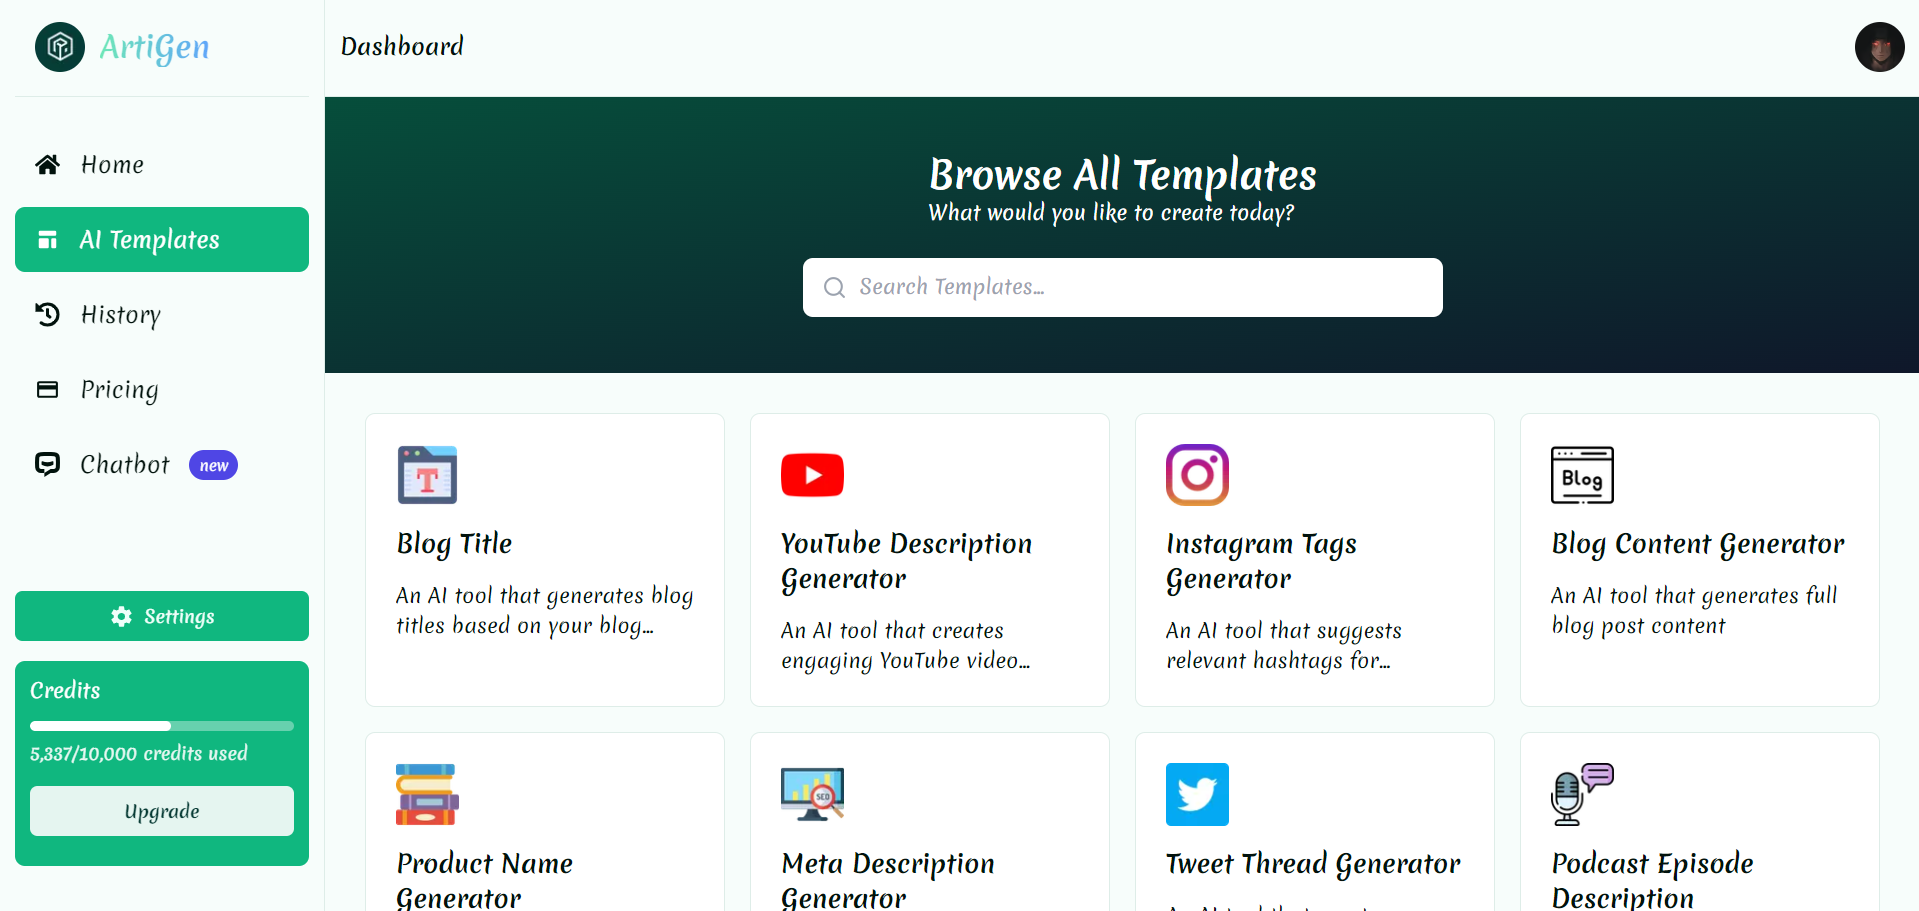 ArtiGen
Dashboard
Home
AI Templates
History
Pricing
Chatbot new
Settings
Credits
5,337/10,000 credits used
Upgrade
Browse All Templates
What would you like to create today?
Search Templates...
Blog Title
An AI tool that generates blog
titles based on your blog...
YouTube Description
Generator
An AI tool that creates
engaging YouTube video...
Instagram Tags
Generator
An AI tool that suggests
relevant hashtags for...
Blog
Blog Content Generator
An AI tool that generates full
blog post content
Product Name
Generator
SEO
Meta Description
Generator
Tweet Thread Generator
Podcast Episode
Description